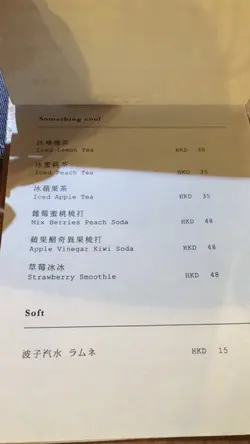 Something cool
冰檸檬茶
Iced Lemon Tea HKD 35
冰蜜桃茶
Iced Peach Tea HKD 35
冰蘋果茶
Iced Apple Tea HKD 35
雜莓蜜桃梳打
Mix Berries Peach Soda HKD 48
蘋果醋奇異果梳打
Apple Vinegar Kiwi Soda HKD 48
草莓冰冰
Strawberry Smoothie HKD 48
Soft
波子汽水 ラムネ HKD 15